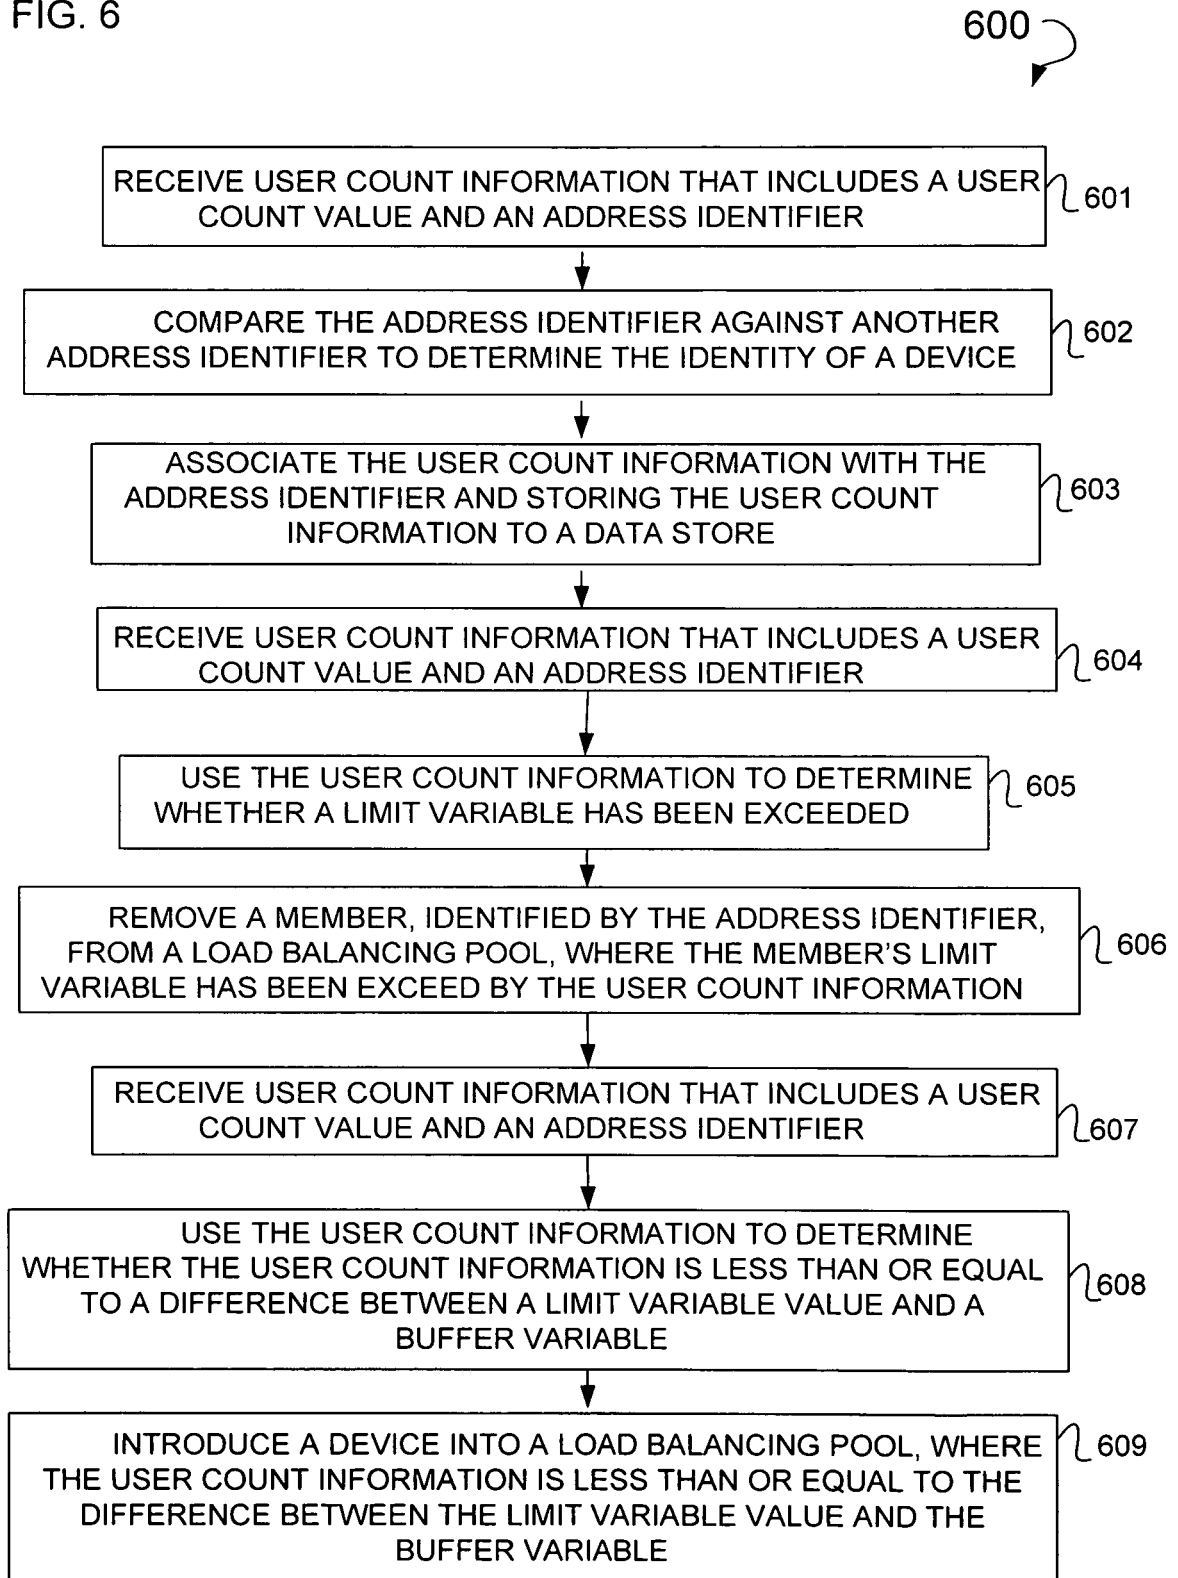 FIG. 6
600
RECEIVE USER COUNT INFORMATION THAT INCLUDES A USER
COUNT VALUE AND AN ADDRESS IDENTIFIER
601
COMPARE THE ADDRESS IDENTIFIER AGAINST ANOTHER
ADDRESS IDENTIFIER TO DETERMINE THE IDENTITY OF A DEVICE
602
ASSOCIATE THE USER COUNT INFORMATION WITH THE
ADDRESS IDENTIFIER AND STORING THE USER COUNT
INFORMATION TO A DATA STORE
603
RECEIVE USER COUNT INFORMATION THAT INCLUDES A USER
COUNT VALUE AND AN ADDRESS IDENTIFIER
604
USE THE USER COUNT INFORMATION TO DETERMINE
WHETHER A LIMIT VARIABLE HAS BEEN EXCEEDED
605
REMOVE A MEMBER, IDENTIFIED BY THE ADDRESS IDENTIFIER,
FROM A LOAD BALANCING POOL, WHERE THE MEMBER'S LIMIT
VARIABLE HAS BEEN EXCEED BY THE USER COUNT INFORMATION
606
RECEIVE USER COUNT INFORMATION THAT INCLUDES A USER
COUNT VALUE AND AN ADDRESS IDENTIFIER
607
USE THE USER COUNT INFORMATION TO DETERMINE
WHETHER THE USER COUNT INFORMATION IS LESS THAN OR EQUAL
TO A DIFFERENCE BETWEEN A LIMIT VARIABLE VALUE AND A
BUFFER VARIABLE
608
INTRODUCE A DEVICE INTO A LOAD BALANCING POOL, WHERE
THE USER COUNT INFORMATION IS LESS THAN OR EQUAL TO THE
DIFFERENCE BETWEEN THE LIMIT VARIABLE VALUE AND THE
BUFFER VARIABLE
609